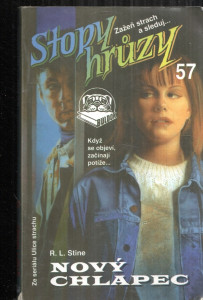 Stopy hrůzy
Zažeň strach
a sleduj...
57
Když
se objeví,
začínají
potíže...
Ze seriálu Ulice strachu
R. L. Stine
NOVÝ
CHLAPEC